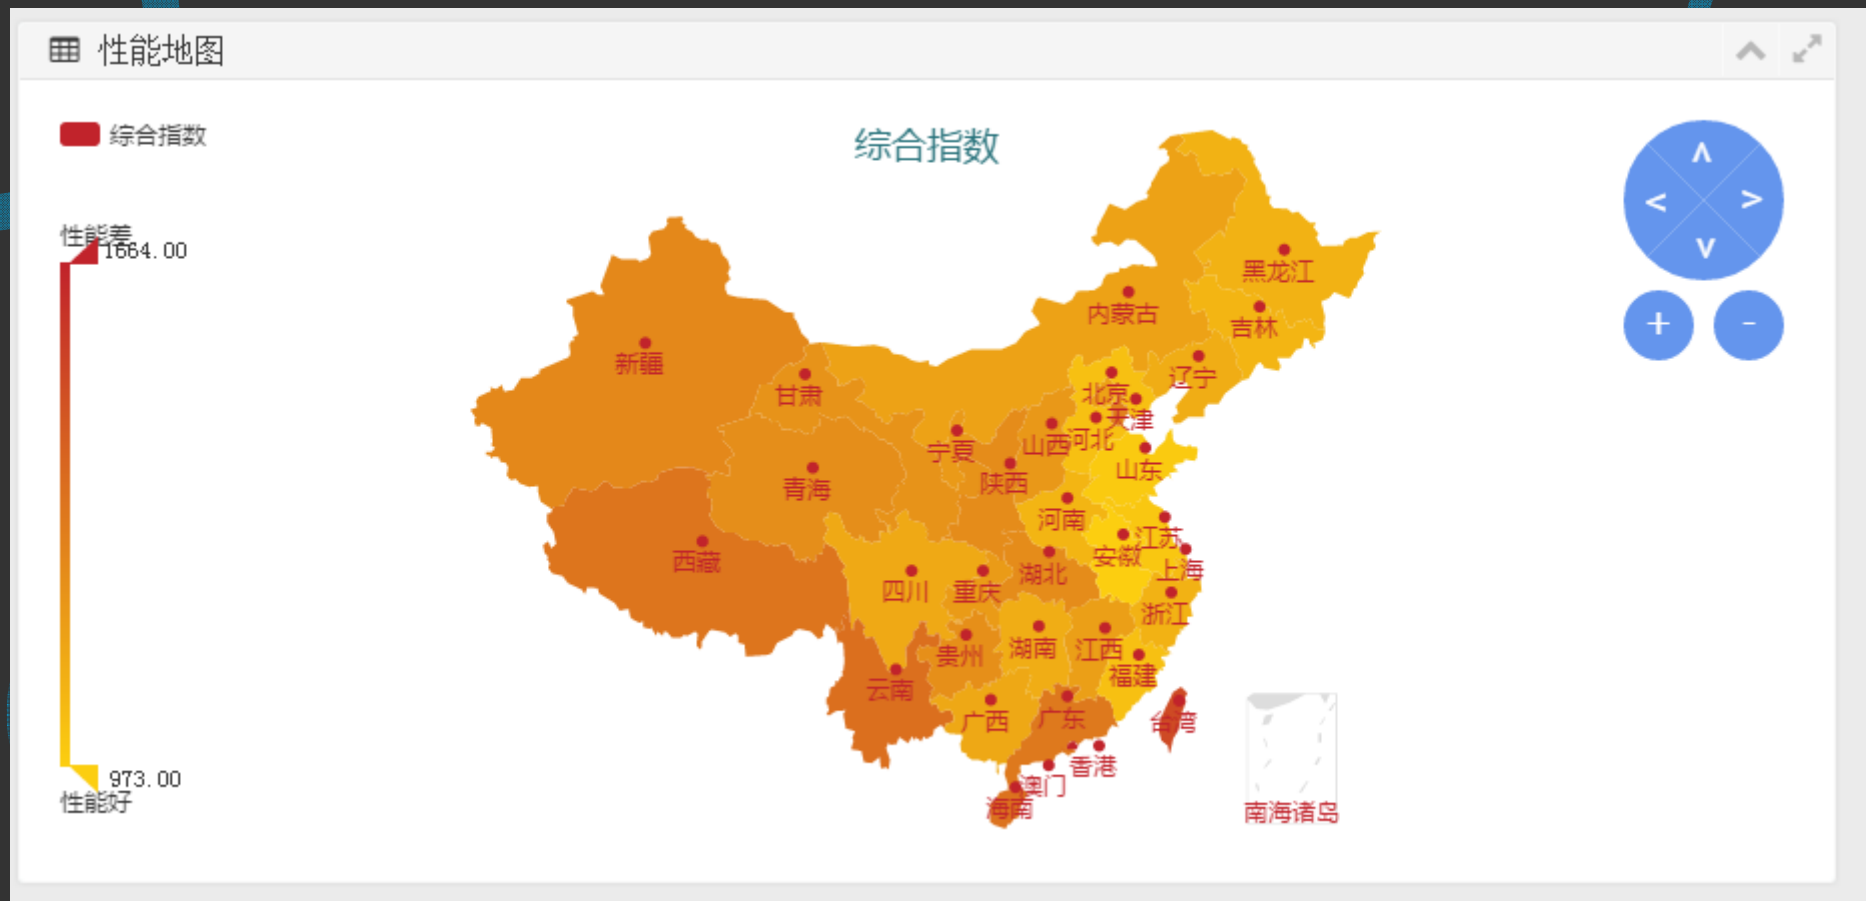 性能地图
综合指数
综合指数
性能差
1664.00
973.00
性能好
黑龙江
内蒙古
吉林
新疆
辽宁
甘肃
北京
天津
宁夏
山西
河北
山东
陕西
青海
河南
江苏
安徽
西藏
湖北
上海
四川
重庆
浙江
湖南
江西
贵州
福建
云南
广西
广东
台湾
香港
澳门
海南
南海诸岛
+
-